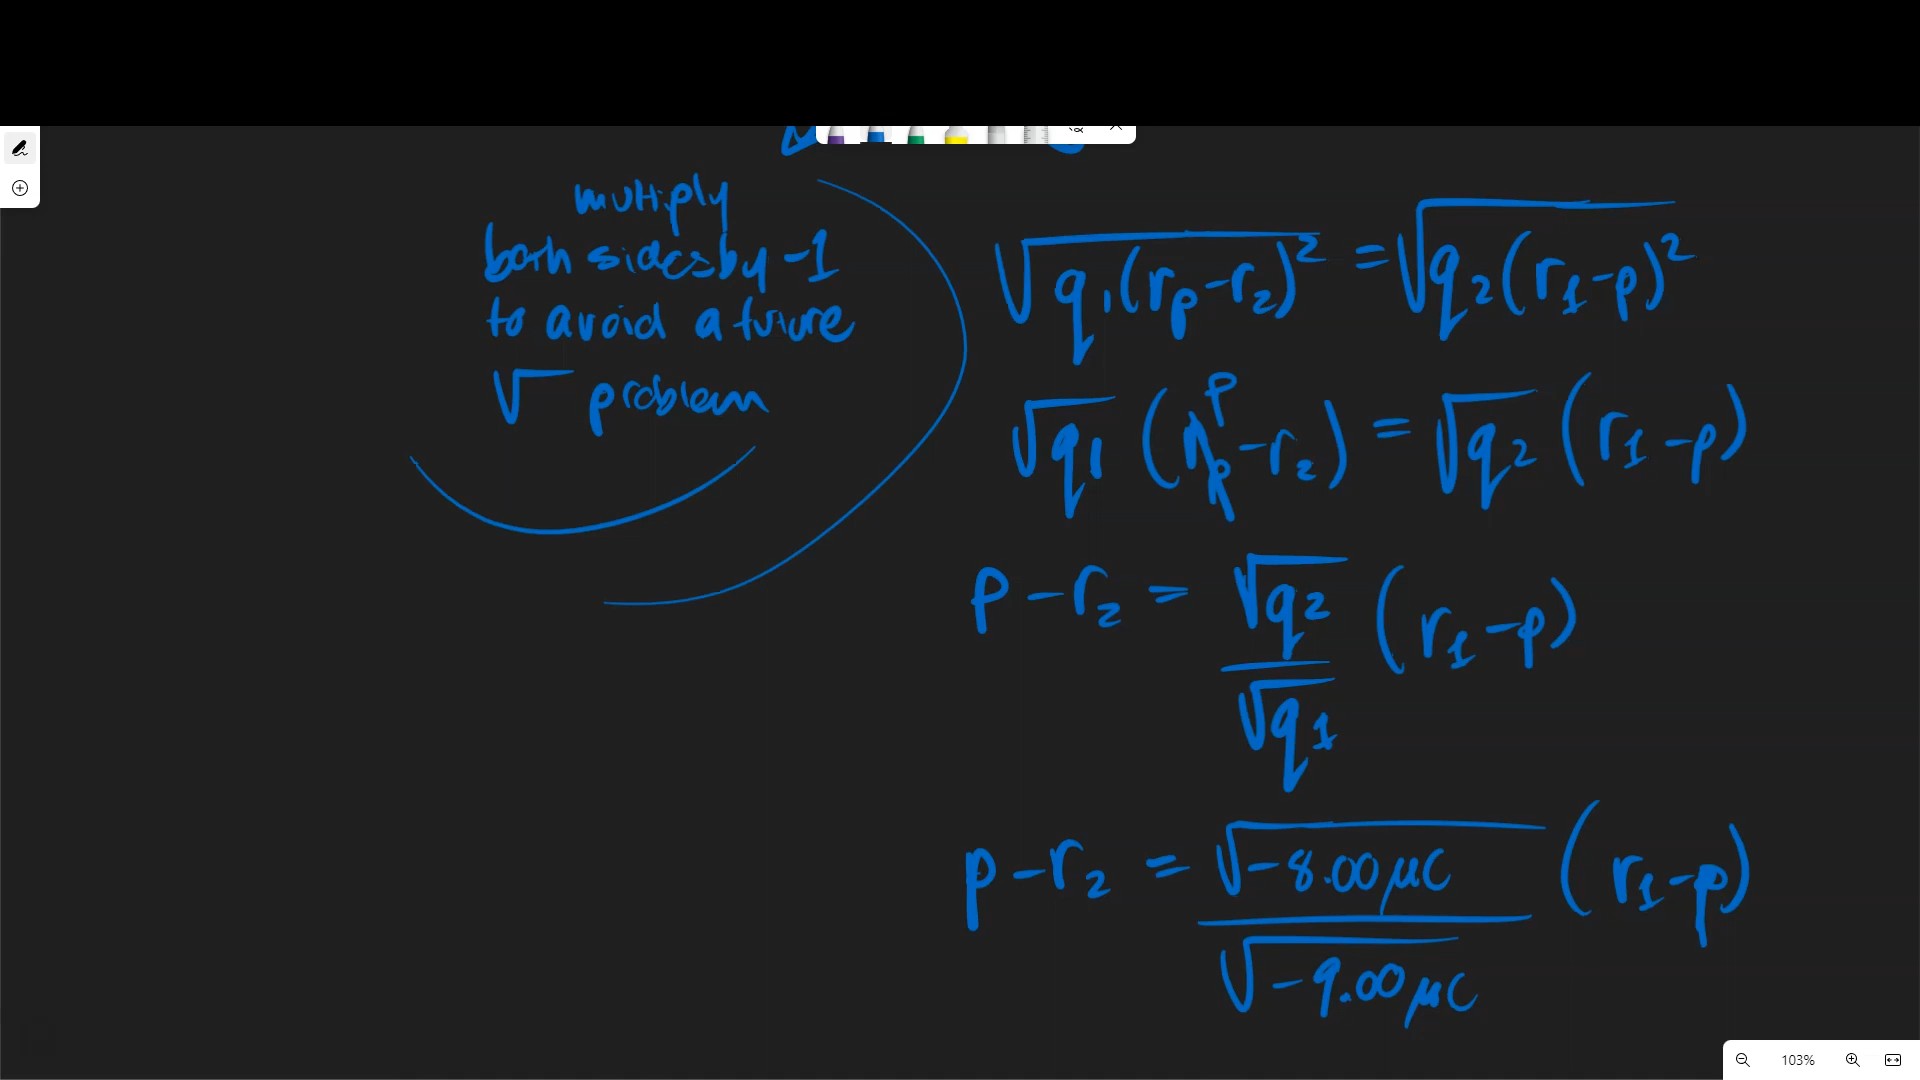 multiply
both sides by -1
to avoid a future
√ problem
√q₁(rp-r₂)² = √q₂(r₁-p)²
√q₁ (p-r₂) = √q₂ (r₁-p)
p-r₂ = √q₂/√q₁ (r₁-p)
p-r₂ = √-8.00μC/√-9.00μC (r₁-p)
103%